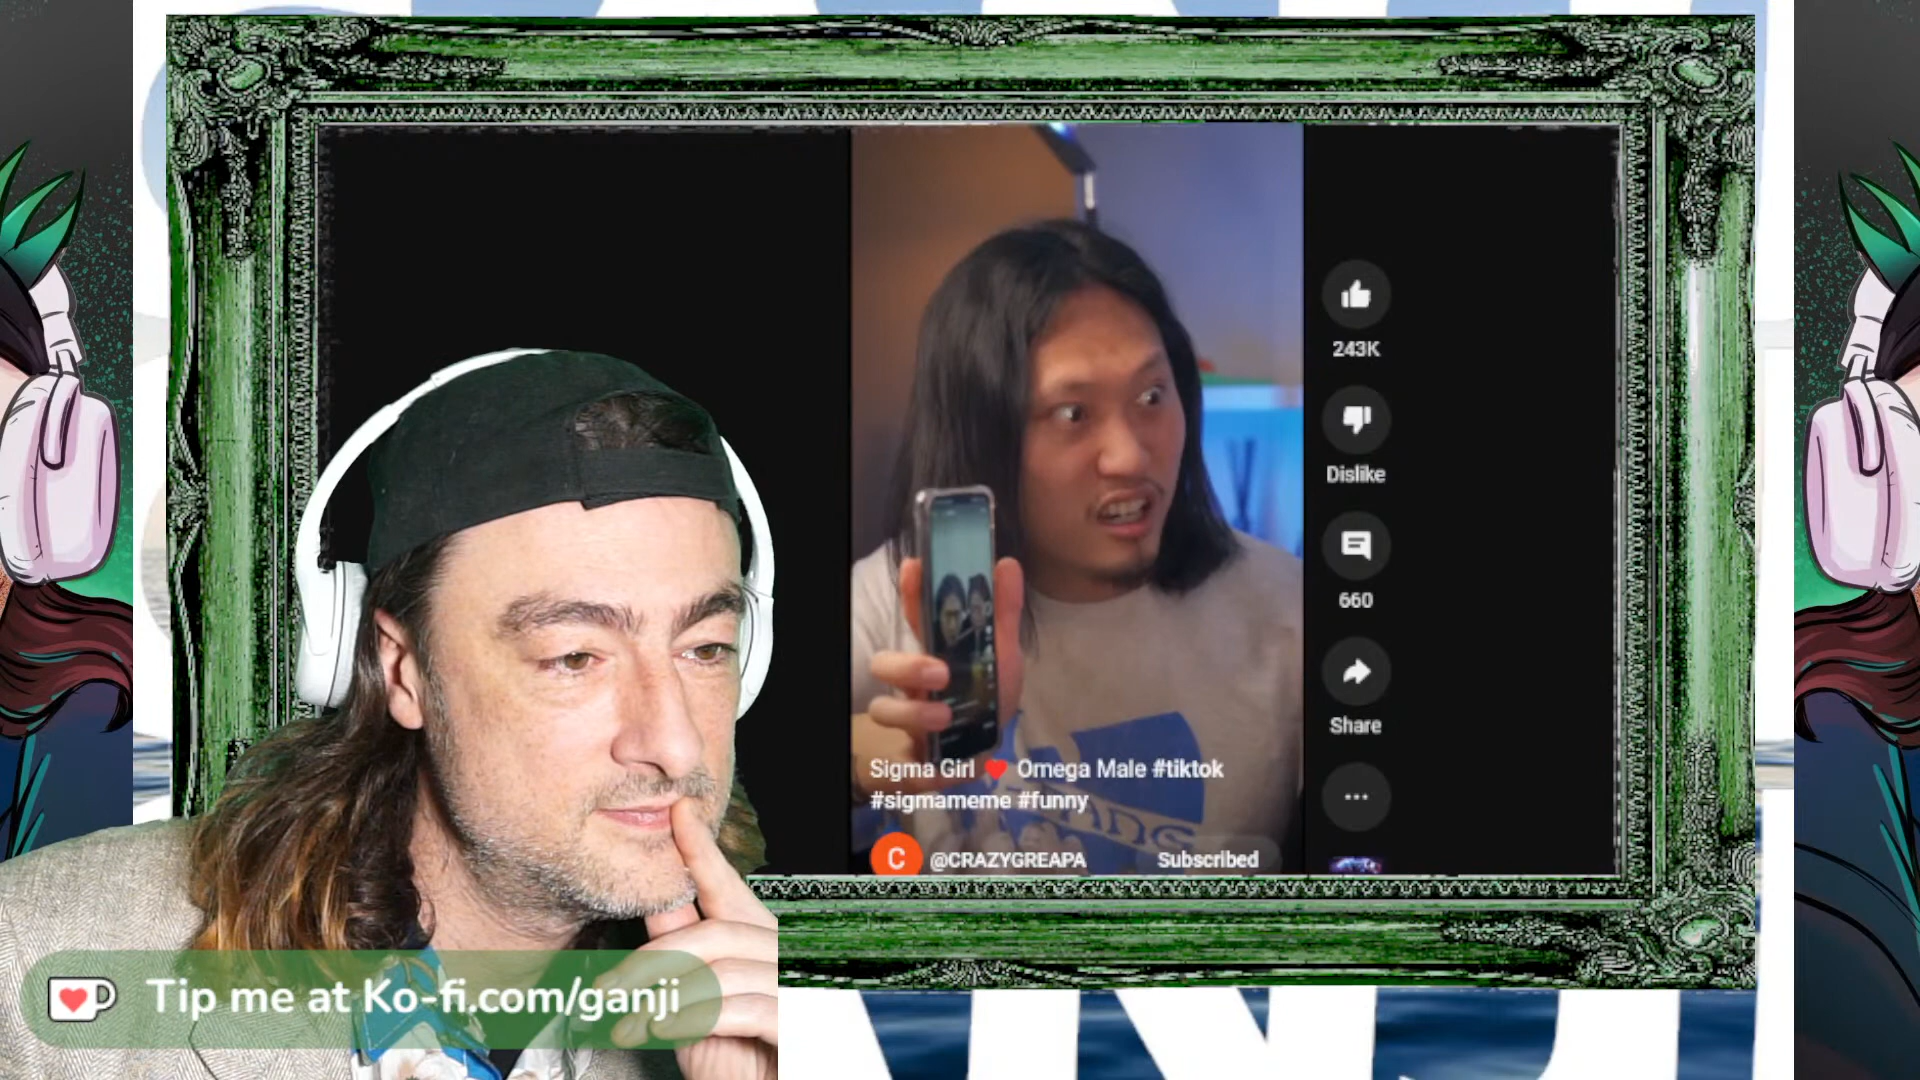 243K
Dislike
660
Share
Sigma Girl ❤️ Omega Male #tiktok
#sigmameme #funny
C @CRAZYGREAPA Subscribed
Tip me at Ko-fi.com/ganji